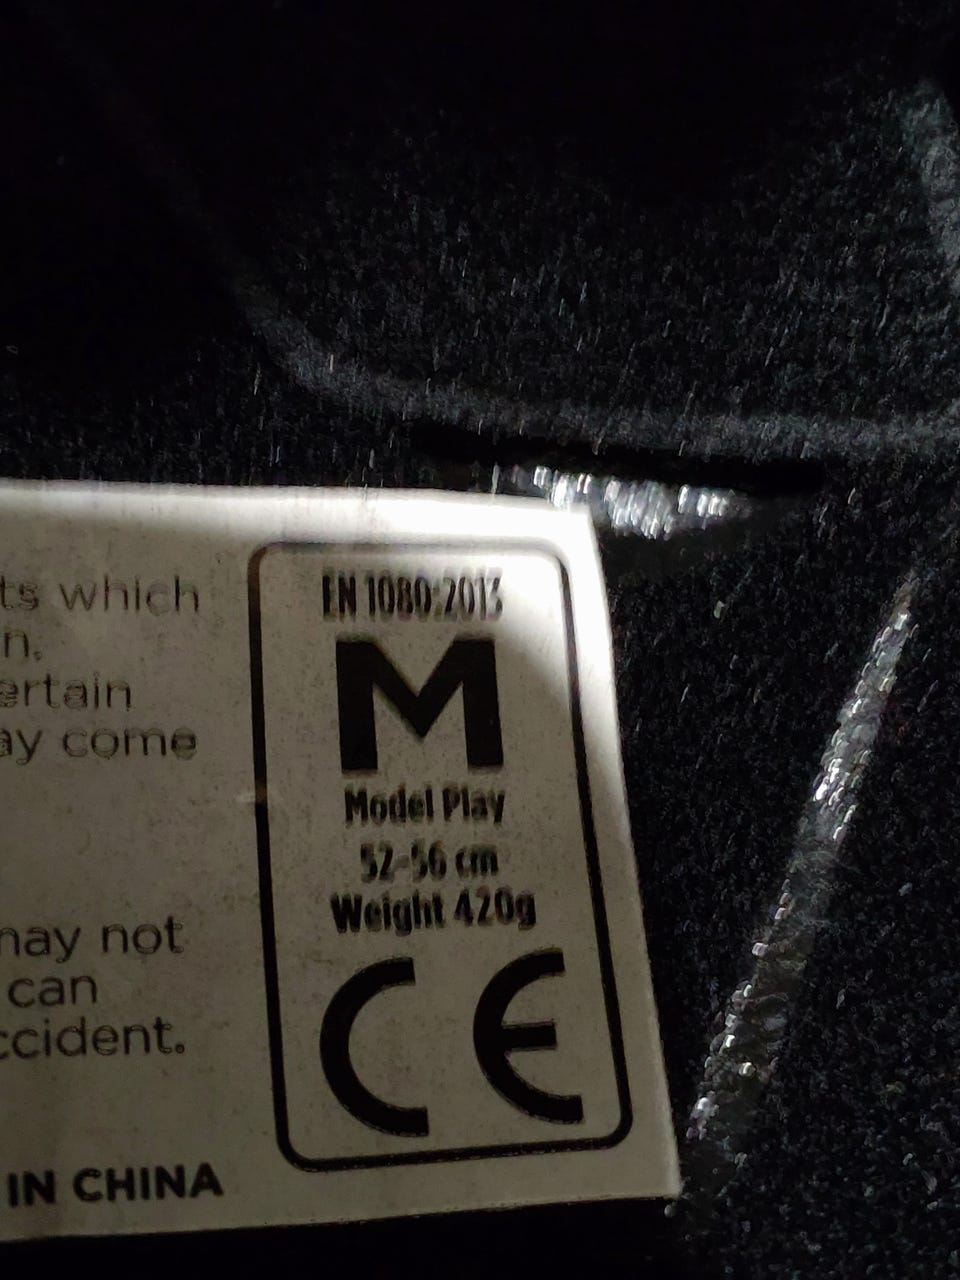 ts which
n.
ertain
ay come
may not
can
ccident.
IN CHINA
EN 1080:2013
M
Model Play
52-56 cm
Weight 420g
CE